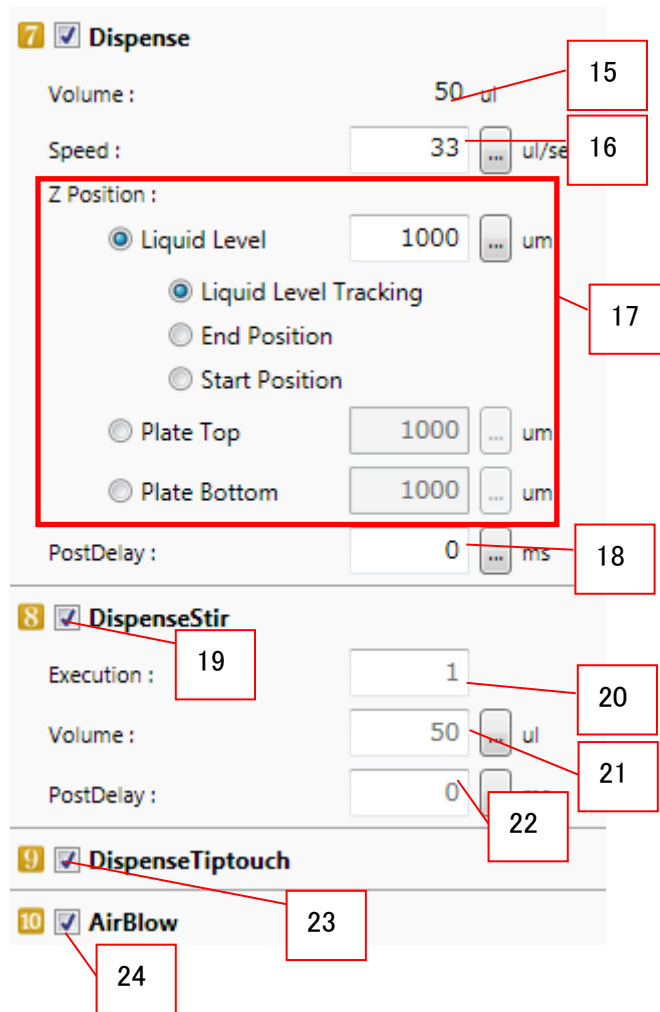 7 Dispense
15
Volume : 50 ul
16
Speed : 33 ... ul/se
Z Position :
Liquid Level 1000 ... um
Liquid Level Tracking
17
End Position
Start Position
Plate Top 1000 ... um
Plate Bottom 1000 ... um
PostDelay : 0 ... ms
18
8 DispenseStir
19
Execution : 1
20
Volume : 50 ... ul
21
PostDelay : 0
22
9 DispenseTiptouch
10 AirBlow
23
24